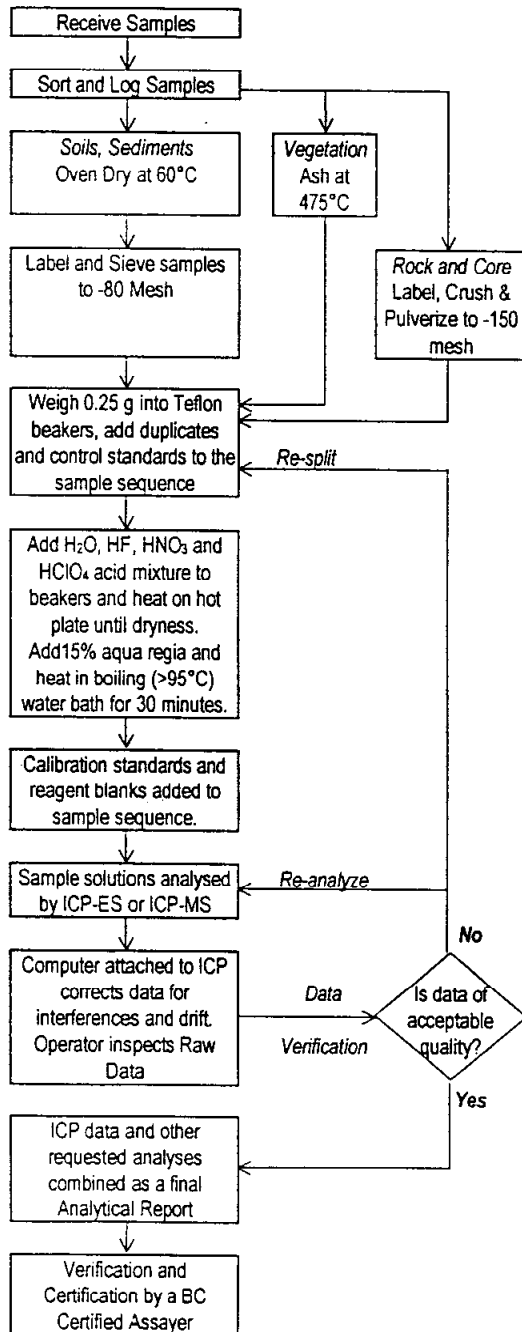 Receive Samples
Sort and Log Samples
Soils, Sediments
Oven Dry at 60°C
Vegetation
Ash at
475°C
Label and Sieve samples
to -80 Mesh
Rock and Core
Label, Crush &
Pulverize to -150
mesh
Weigh 0.25 g into Teflon
beakers, add duplicates
and control standards to the
sample sequence
Re-split
Add H₂O, HF, HNO₃ and
HClO₄ acid mixture to
beakers and heat on hot
plate until dryness.
Add15% aqua regia and
heat in boiling (>95°C)
water bath for 30 minutes.
Calibration standards and
reagent blanks added to
sample sequence.
Sample solutions analysed
by ICP-ES or ICP-MS
Re-analyze
No
Computer attached to ICP
corrects data for
interferences and drift.
Operator inspects Raw
Data
Data
Verification
Is data of
acceptable
quality?
Yes
ICP data and other
requested analyses
combined as a final
Analytical Report
Verification and
Certification by a BC
Certified Assayer